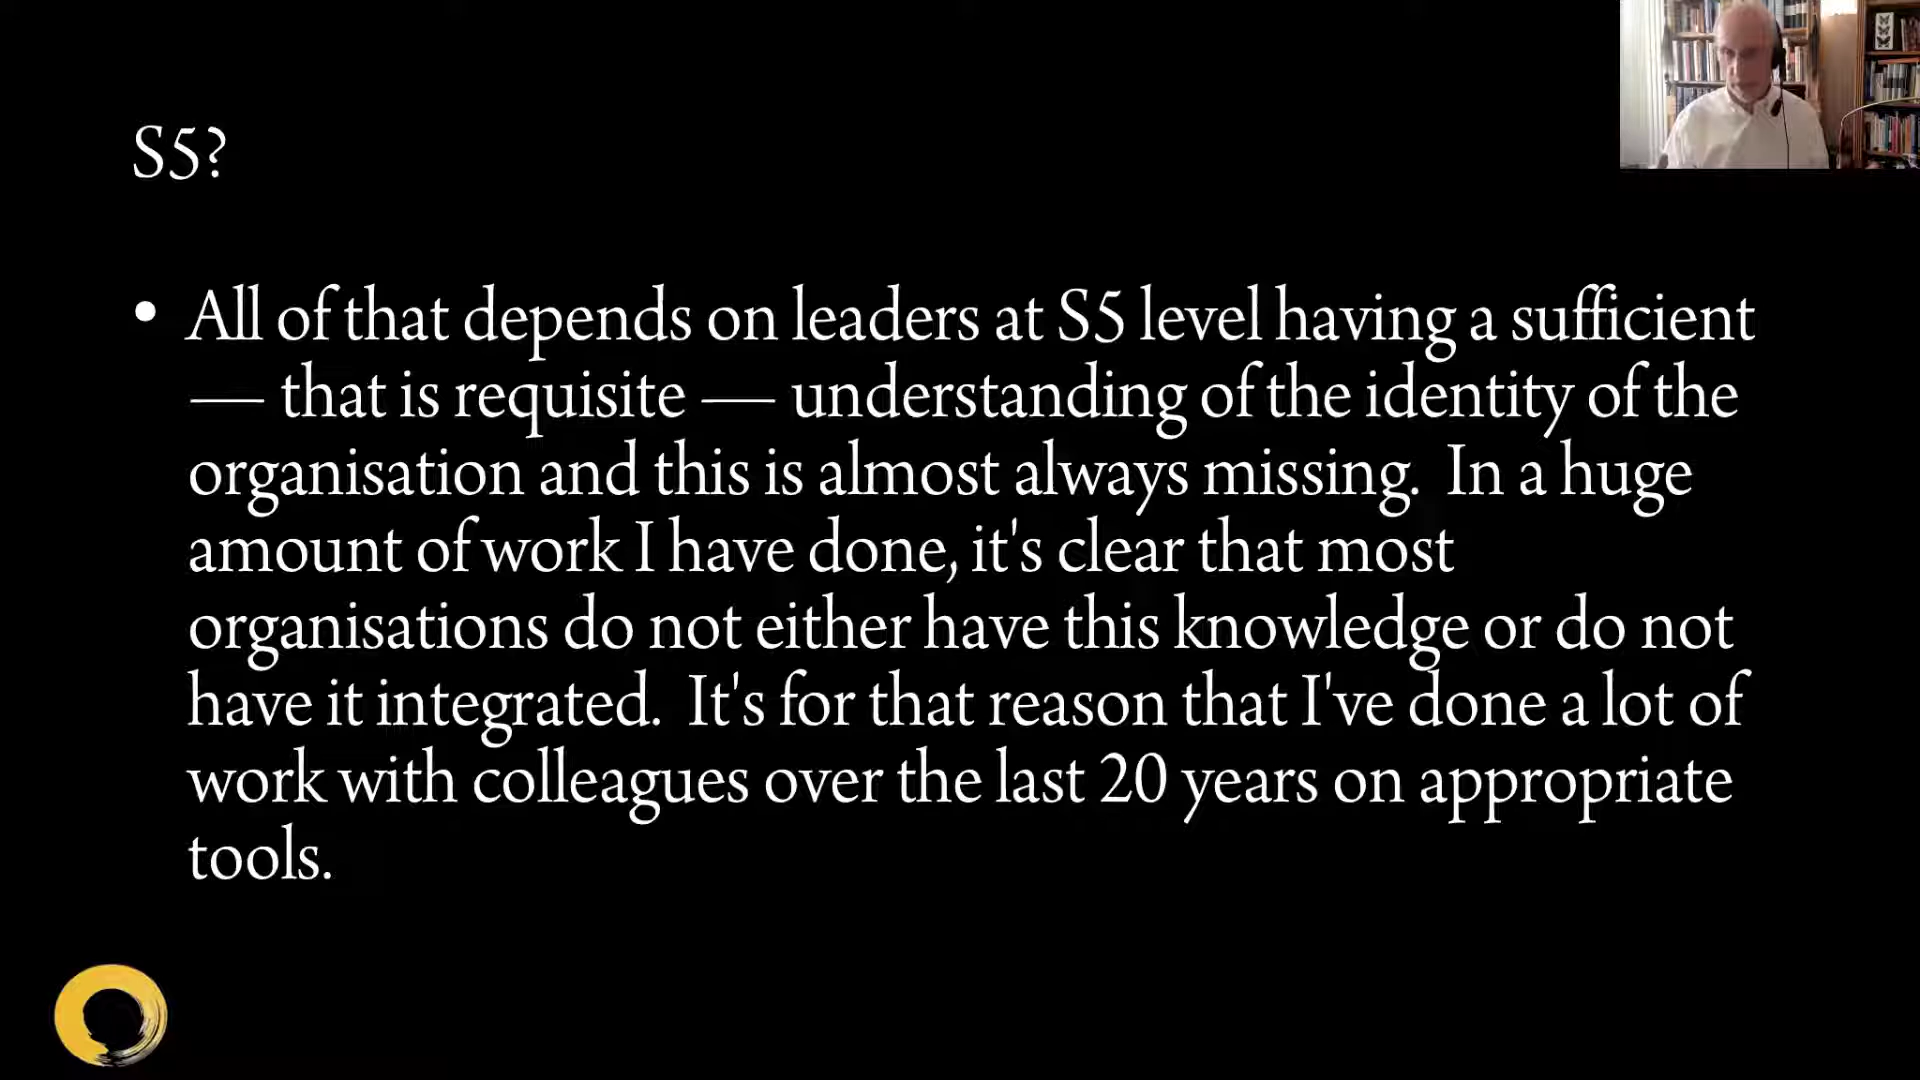 S5?
• All of that depends on leaders at S5 level having a sufficient
— that is requisite — understanding of the identity of the
organisation and this is almost always missing.  In a huge
amount of work I have done, it's clear that most
organisations do not either have this knowledge or do not
have it integrated.  It's for that reason that I've done a lot of
work with colleagues over the last 20 years on appropriate
tools.